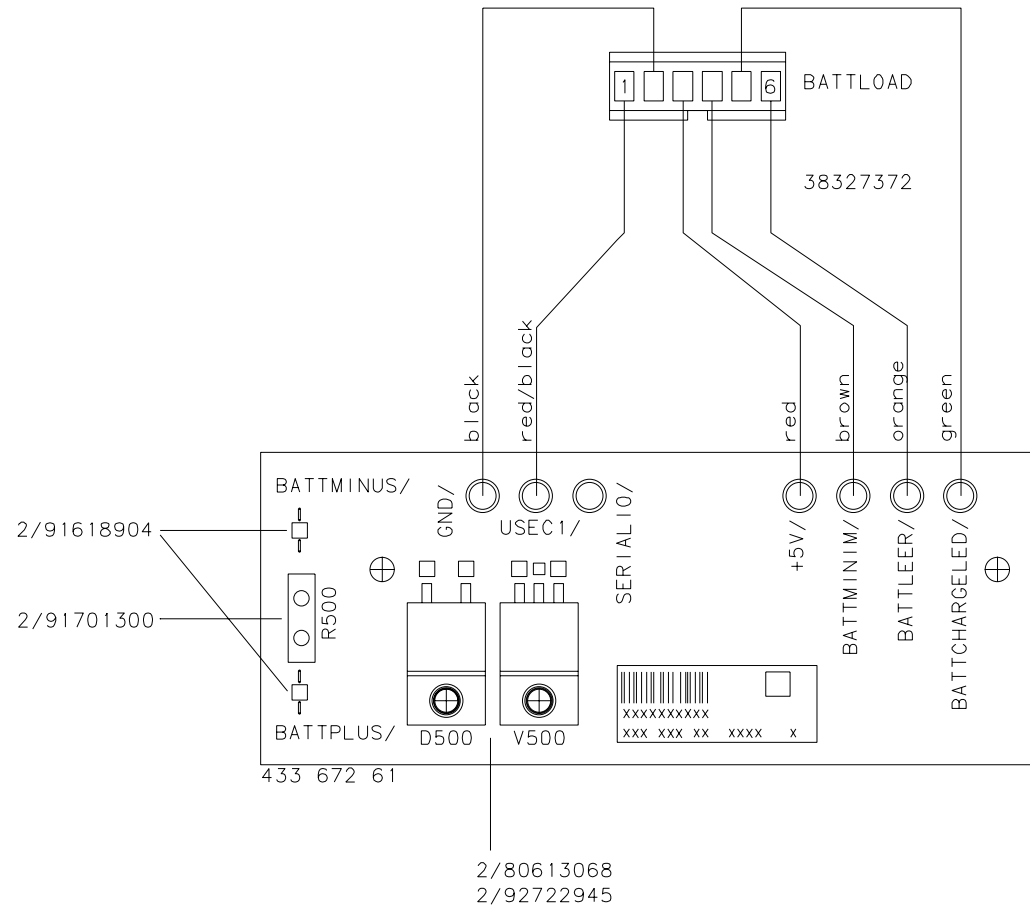 1
6
BATTLOAD
38327372
black
red/black
red
brown
orange
green
BATTMINUS/
GND/
USEC1/
SERIALIO/
+5V/
BATTMINIM/
BATTLEER/
BATTCHARGELED/
2/91618904
2/91701300
R500
BATTPLUS/
D500
V500
XXXXXXXXXX
XXX XXX XX XXXX X
433 672 61
2/80613068
2/92722945